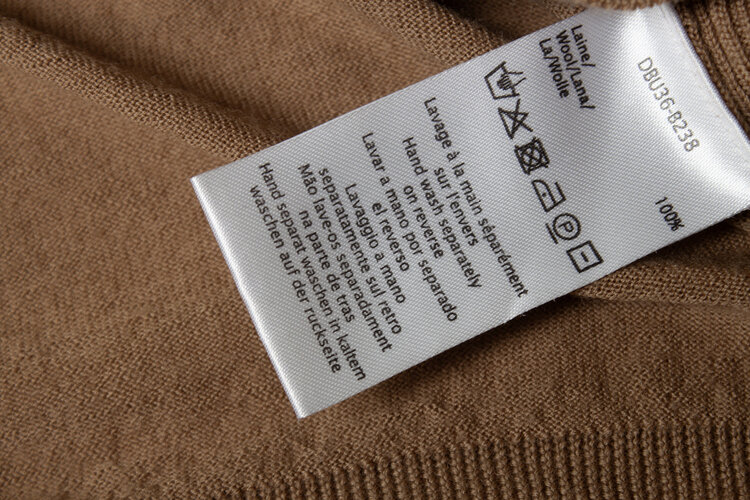 DBU36-B238
Laine/
Wool/Lana/
La/Wolle
100%
P
Lavage à la main séparément
sur l'envers
Hand wash separately
on reverse
Lavar a mano por separado
el reverso
Lavaggio a mano
separatamente sul retro
Mão lave-os separadament
na parte de tras
Hand separat waschen in kaltem
waschen auf der rückseite